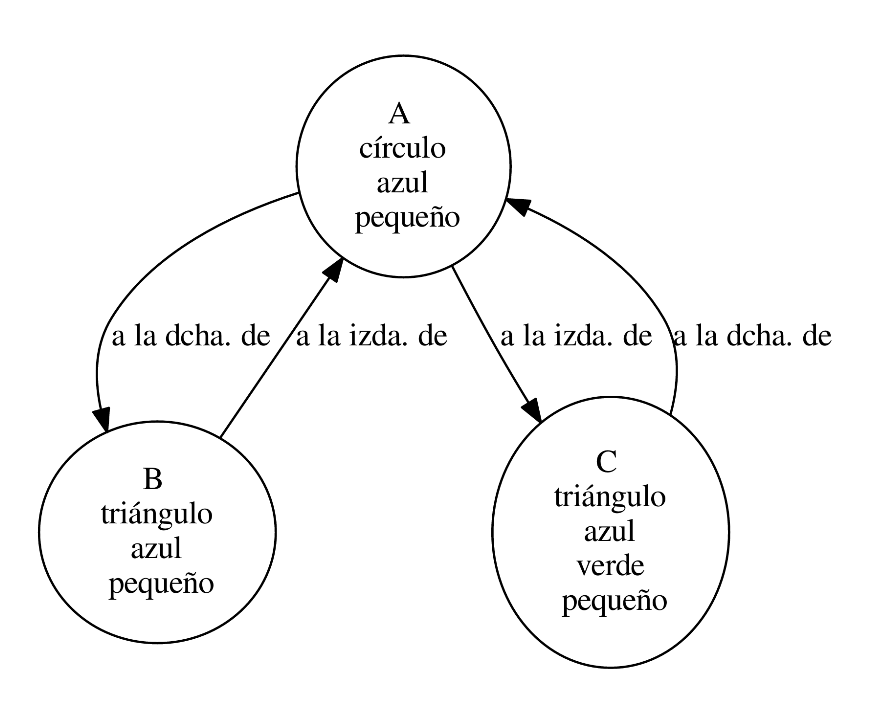 A
círculo
azul
pequeño
a la dcha. de
a la izda. de
a la izda. de
a la dcha. de
B
triángulo
azul
pequeño
C
triángulo
azul
verde
pequeño